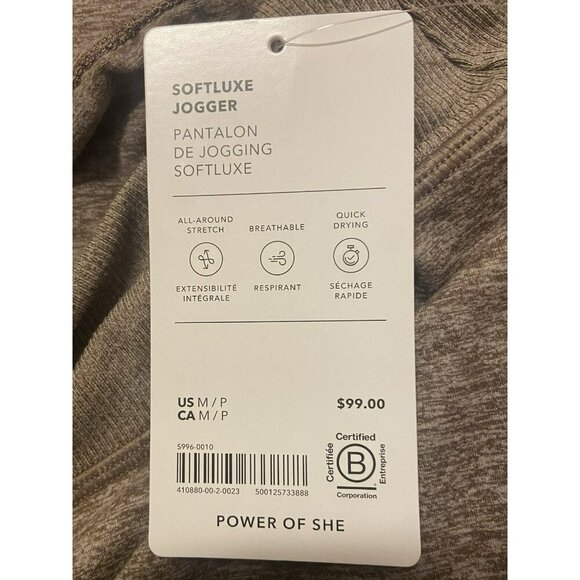 SOFTLUXE
JOGGER
PANTALON
DE JOGGING
SOFTLUXE
ALL-AROUND
STRETCH
EXTENSIBILITÉ
INTÉGRALE
BREATHABLE
RESPIRANT
QUICK
DRYING
SÉCHAGE
RAPIDE
US M / P
CA M / P
$99.00
S996-0010
410880-00-2-0023 S00125733888
Certified
Certifiée
B
Entreprise
Corporation
POWER OF SHE